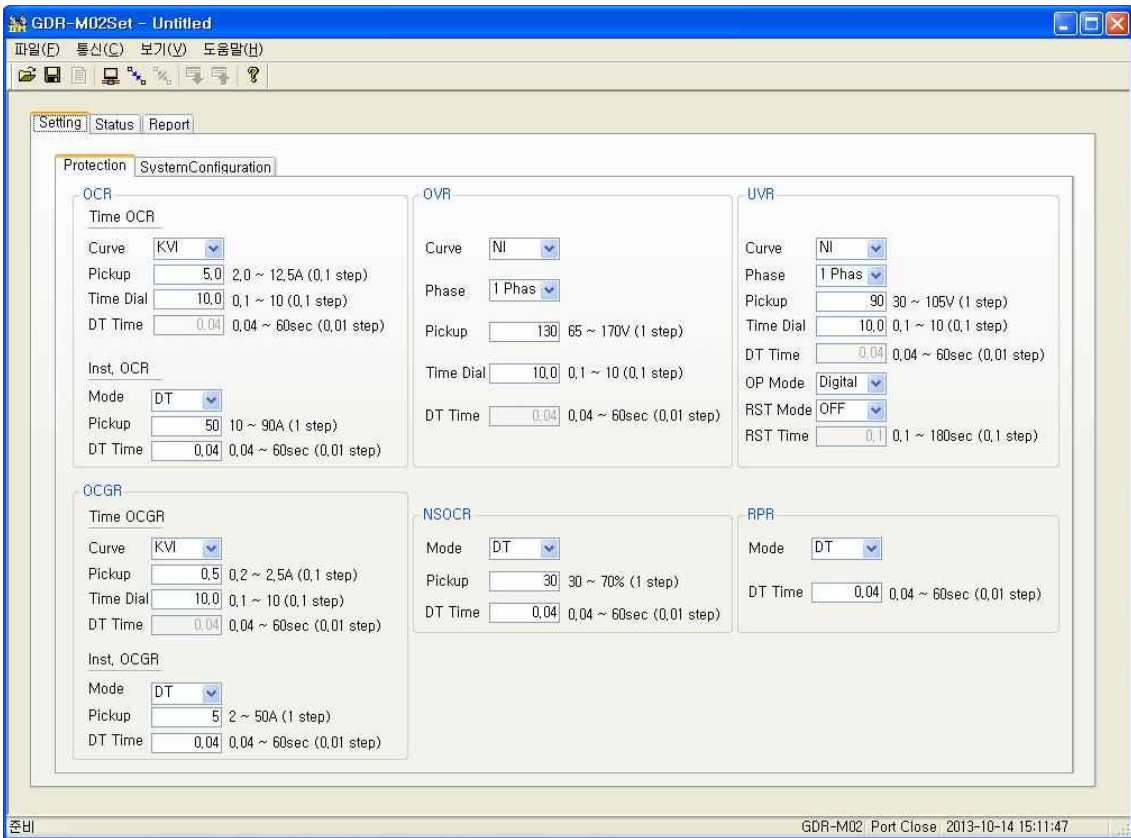 GDR-M02Set - Untitled
파일(F) 통신(C) 보기(V) 도움말(H)
Setting Status Report
Protection SystemConfiguration
OCR
Time OCR
Curve KVI
Pickup 5.0 2.0 ~ 12.5A (0.1 step)
Time Dial 10.0 0.1 ~ 10 (0.1 step)
DT Time 0.04 0.04 ~ 60sec (0.01 step)
Inst. OCR
Mode DT
Pickup 50 10 ~ 90A (1 step)
DT Time 0.04 0.04 ~ 60sec (0.01 step)
OVR
Curve NI
Phase 1 Phas
Pickup 130 65 ~ 170V (1 step)
Time Dial 10.0 0.1 ~ 10 (0.1 step)
DT Time 0.04 0.04 ~ 60sec (0.01 step)
UVR
Curve NI
Phase 1 Phas
Pickup 90 30 ~ 105V (1 step)
Time Dial 10.0 0.1 ~ 10 (0.1 step)
DT Time 0.04 0.04 ~ 60sec (0.01 step)
OP Mode Digital
RST Mode OFF
RST Time 0.1 0.1 ~ 180sec (0.1 step)
OCGR
Time OCGR
Curve KVI
Pickup 0.5 0.2 ~ 2.5A (0.1 step)
Time Dial 10.0 0.1 ~ 10 (0.1 step)
DT Time 0.04 0.04 ~ 60sec (0.01 step)
Inst. OCGR
Mode DT
Pickup 5 2 ~ 50A (1 step)
DT Time 0.04 0.04 ~ 60sec (0.01 step)
NSOCR
Mode DT
Pickup 30 30 ~ 70% (1 step)
DT Time 0.04 0.04 ~ 60sec (0.01 step)
RPR
Mode DT
DT Time 0.04 0.04 ~ 60sec (0.01 step)
준비 GDR-M02 Port Close 2013-10-14 15:11:47